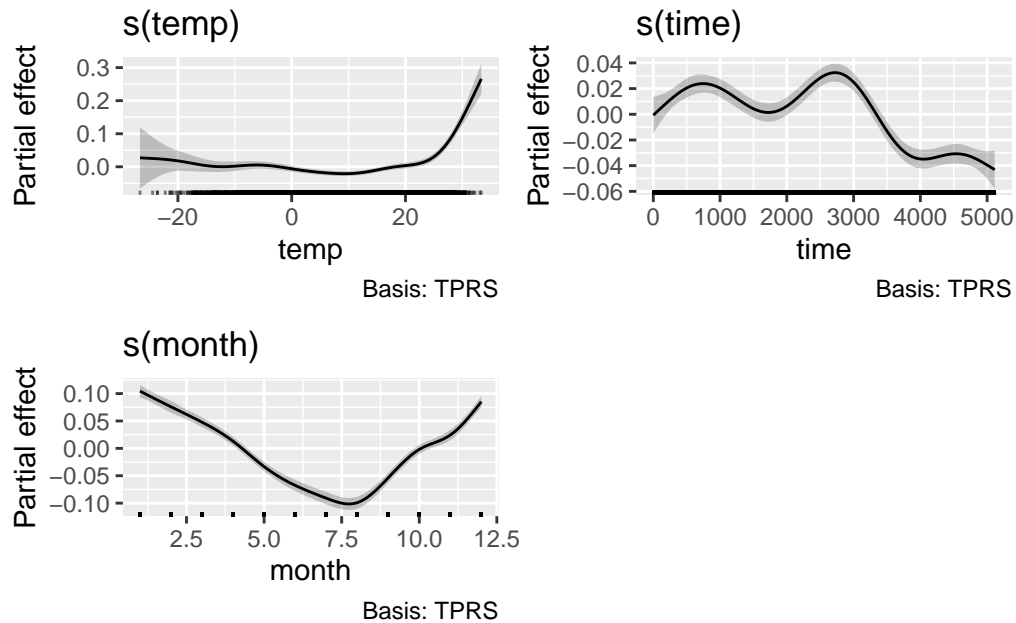 s(temp)
Partial effect
0.3
0.2
0.1
0.0
−20
0
20
temp
Basis: TPRS
s(time)
Partial effect
0.04
0.02
0.00
−0.02
−0.04
−0.06
0
1000
2000
3000
4000
5000
time
Basis: TPRS
s(month)
Partial effect
0.10
0.05
0.00
−0.05
−0.10
2.5
5.0
7.5
10.0
12.5
month
Basis: TPRS